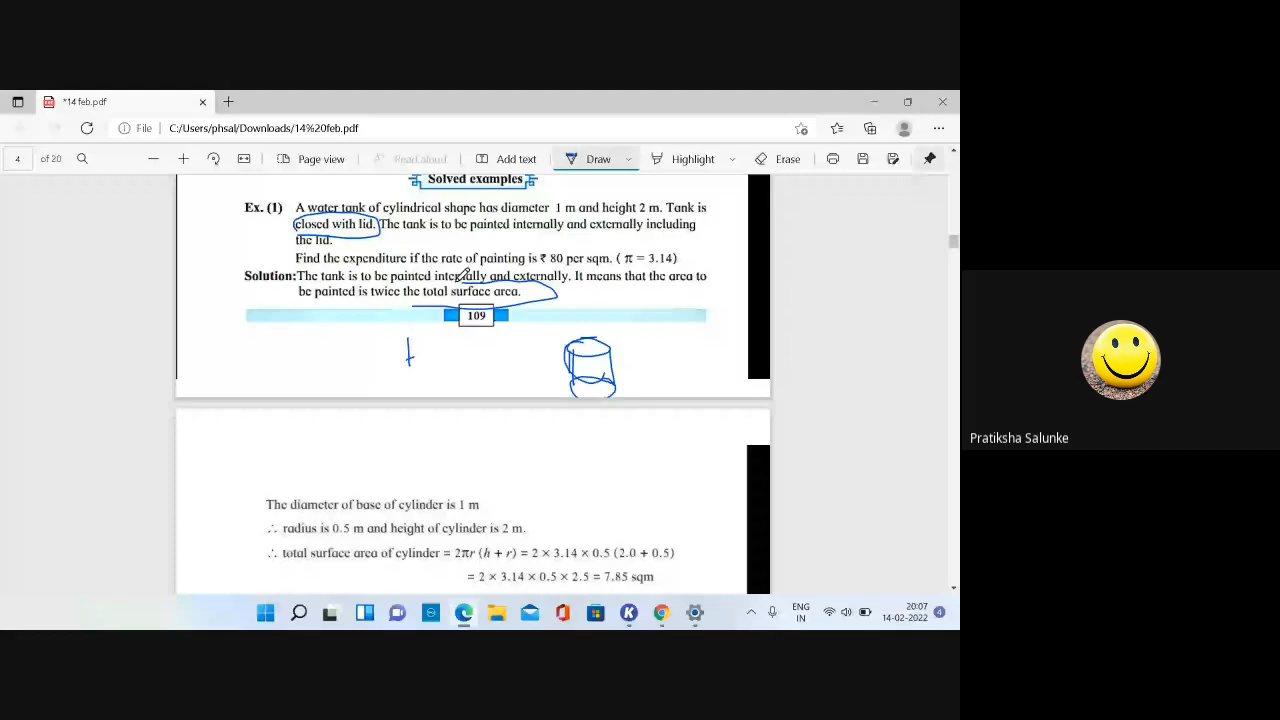 *14 feb.pdf
File C:/Users/phsal/Downloads/14%20feb.pdf
4 of 20 Page view Read aloud Add text Draw Highlight Erase
Solved examples
Ex. (1) A water tank of cylindrical shape has diameter 1 m and height 2 m. Tank is
closed with lid. The tank is to be painted internally and externally including
the lid.
Find the expenditure if the rate of painting is ₹ 80 per sqm. ( π = 3.14)
Solution:The tank is to be painted internally and externally. It means that the area to
be painted is twice the total surface area.
109
The diameter of base of cylinder is 1 m
∴ radius is 0.5 m and height of cylinder is 2 m.
∴ total surface area of cylinder = 2πr (h + r) = 2 × 3.14 × 0.5 (2.0 + 0.5)
= 2 × 3.14 × 0.5 × 2.5 = 7.85 sqm
Pratiksha Salunke
ENG
IN
20:07
14-02-2022
4